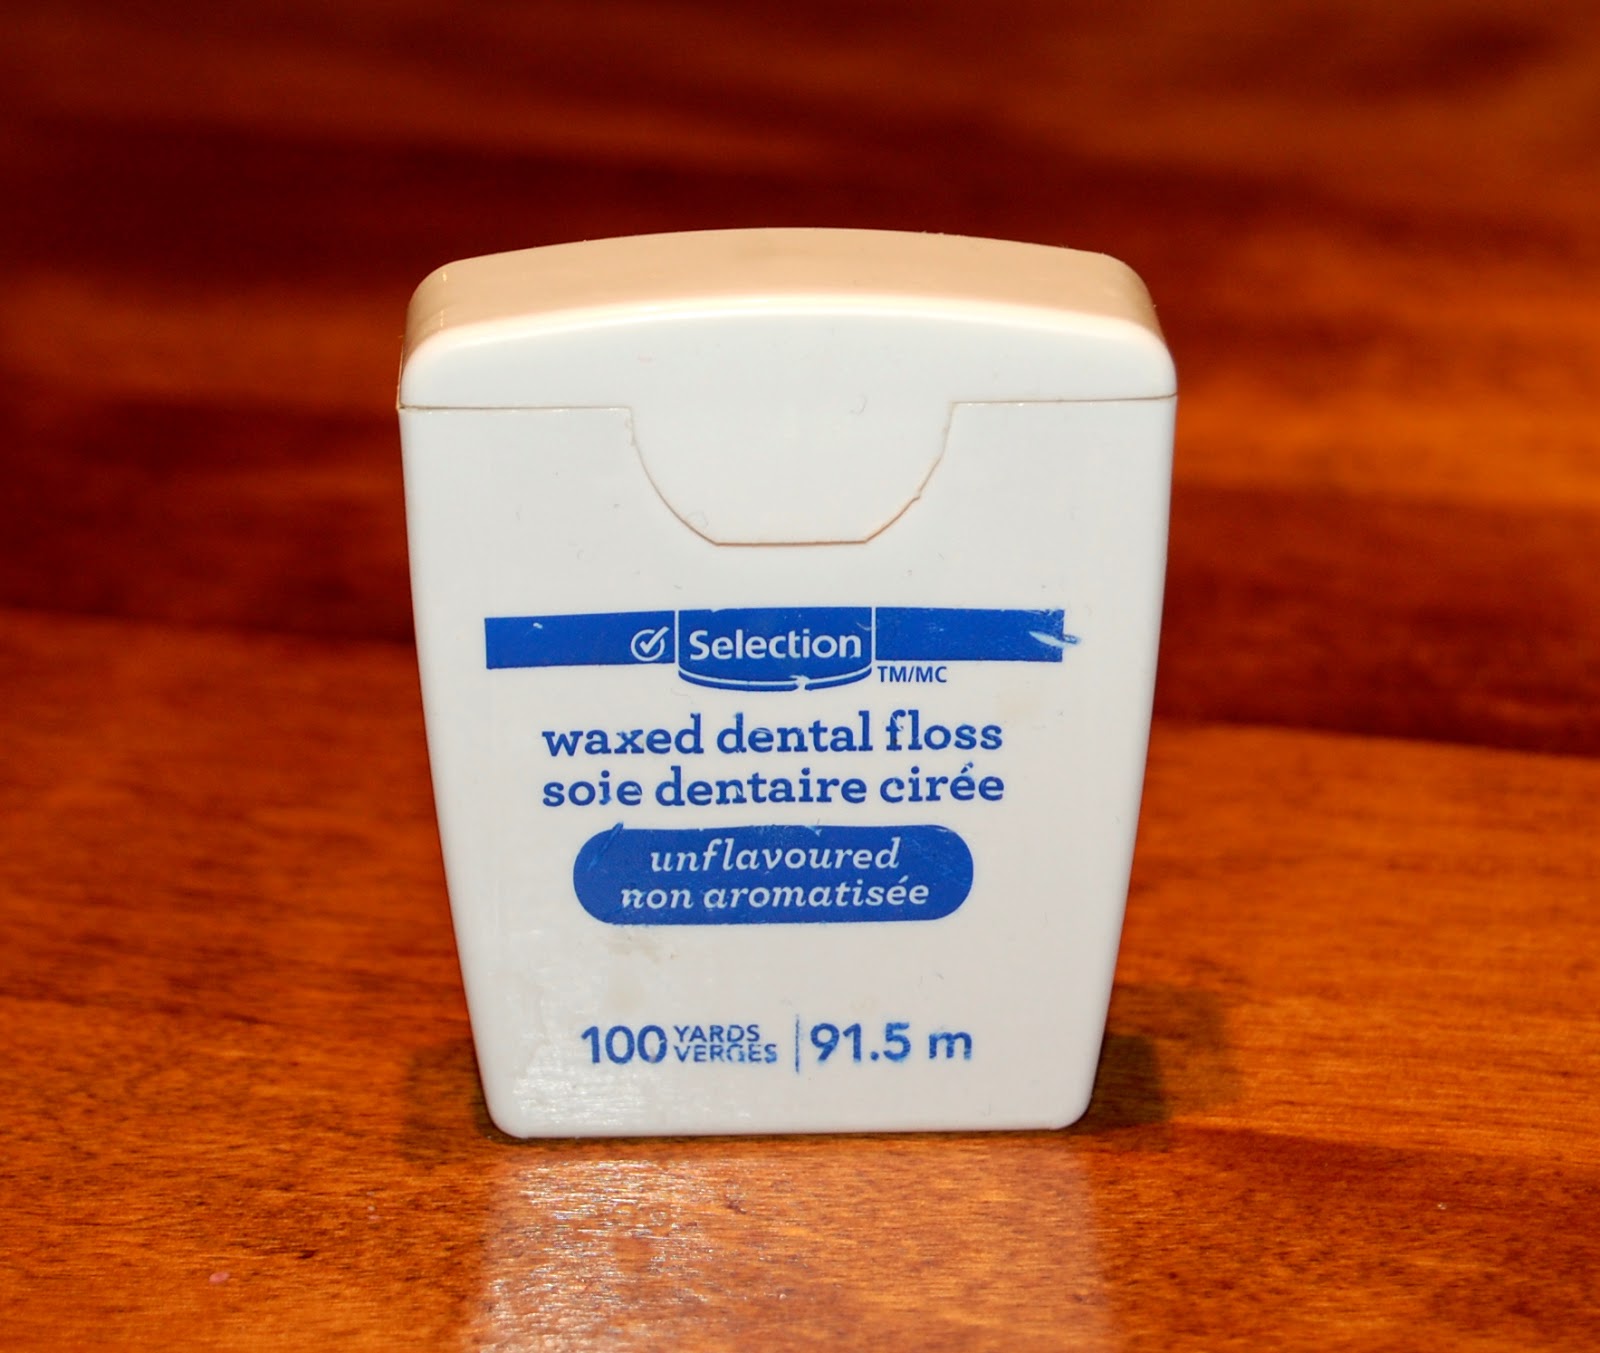 Selection
TM/MC
waxed dental floss
soie dentaire cirée
unflavoured
non aromatisée
100 YARDS VERGES | 91.5 m